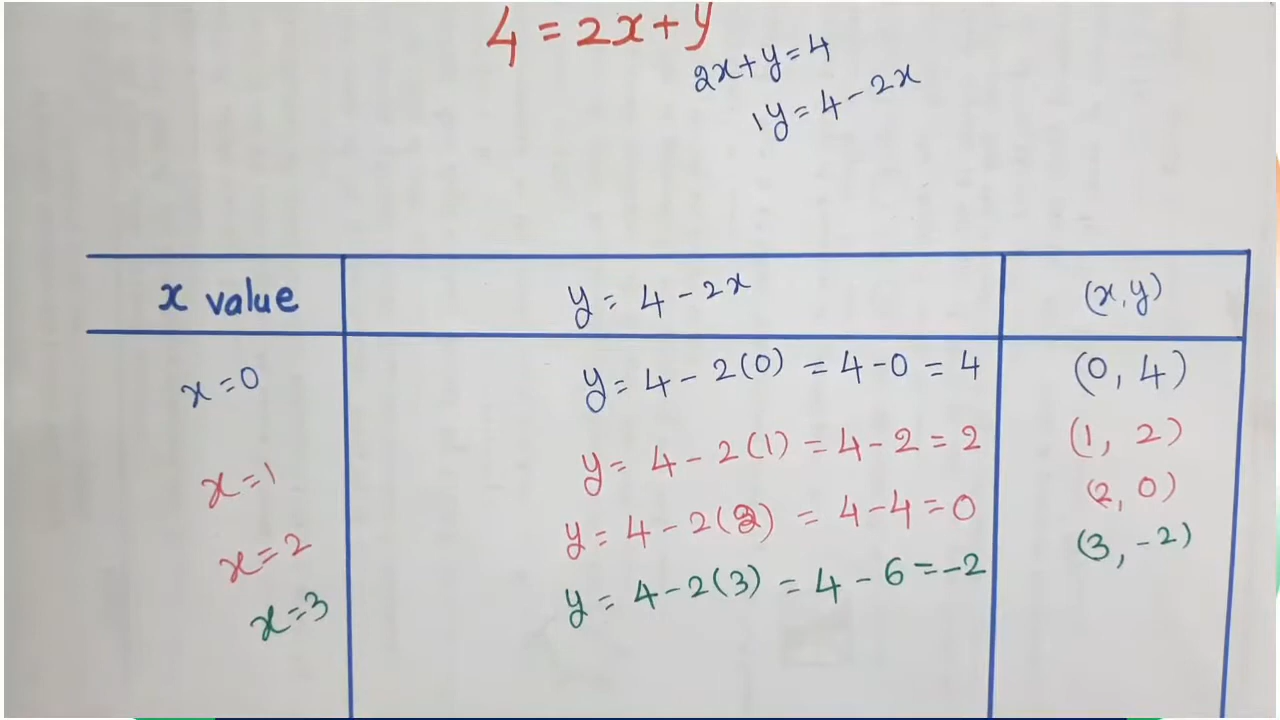 4 = 2x + y
2x + y = 4
1y = 4 - 2x
x value y = 4 - 2x (x, y)
x = 0 y = 4 - 2(0) = 4 - 0 = 4 (0, 4)
x = 1 y = 4 - 2(1) = 4 - 2 = 2 (1, 2)
x = 2 y = 4 - 2(2) = 4 - 4 = 0 (2, 0)
x = 3 y = 4 - 2(3) = 4 - 6 = -2 (3, -2)